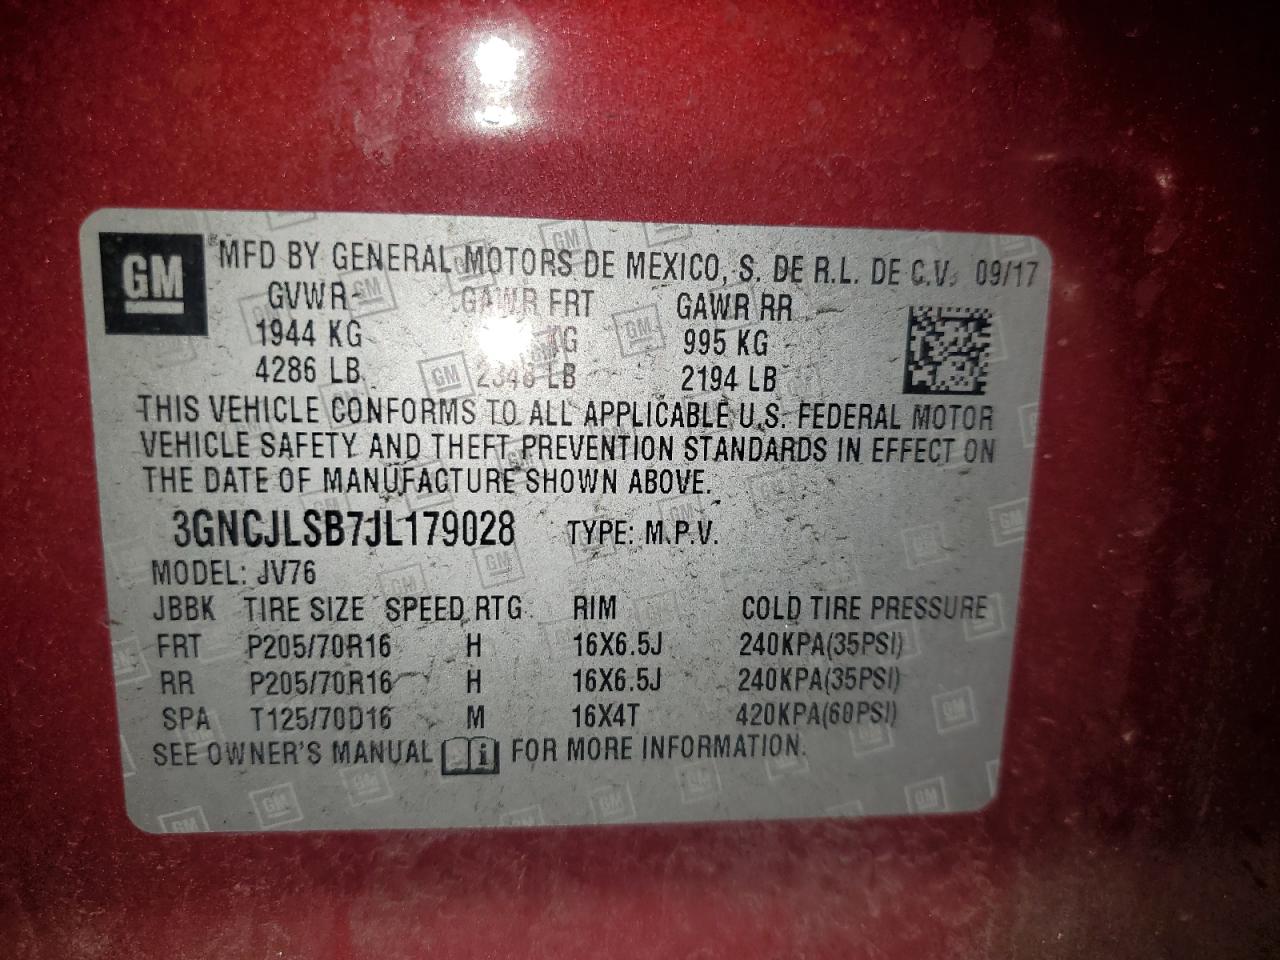 GM
MFD BY GENERAL MOTORS DE MEXICO, S. DE R.L. DE C.V. 09/17
GVWR GAWR FRT GAWR RR
1944 KG KG 995 KG
4286 LB LB 2194 LB
THIS VEHICLE CONFORMS TO ALL APPLICABLE U.S. FEDERAL MOTOR
VEHICLE SAFETY AND THEFT PREVENTION STANDARDS IN EFFECT ON
THE DATE OF MANUFACTURE SHOWN ABOVE.
3GNCJLSB7JL179028 TYPE: M.P.V.
MODEL: JV76
JBBK TIRE SIZE SPEED RTG RIM COLD TIRE PRESSURE
FRT P205/70R16 H 16X6.5J 240KPA(35PSI)
RR P205/70R16 H 16X6.5J 240KPA(35PSI)
SPA T125/70D16 M 16X4T 420KPA(60PSI)
SEE OWNER'S MANUAL FOR MORE INFORMATION.